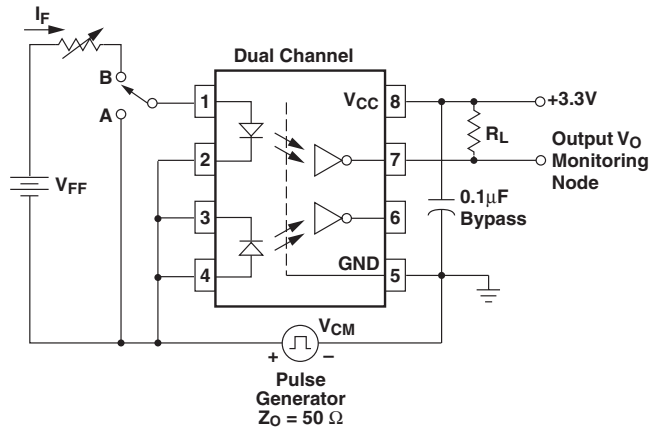 IF
Dual Channel
B
A
VFF
1
2
3
4
VCC
GND
8
7
6
5
+3.3V
RL
Output VO
Monitoring
Node
0.1μF
Bypass
VCM
+
–
Pulse
Generator
ZO = 50 Ω